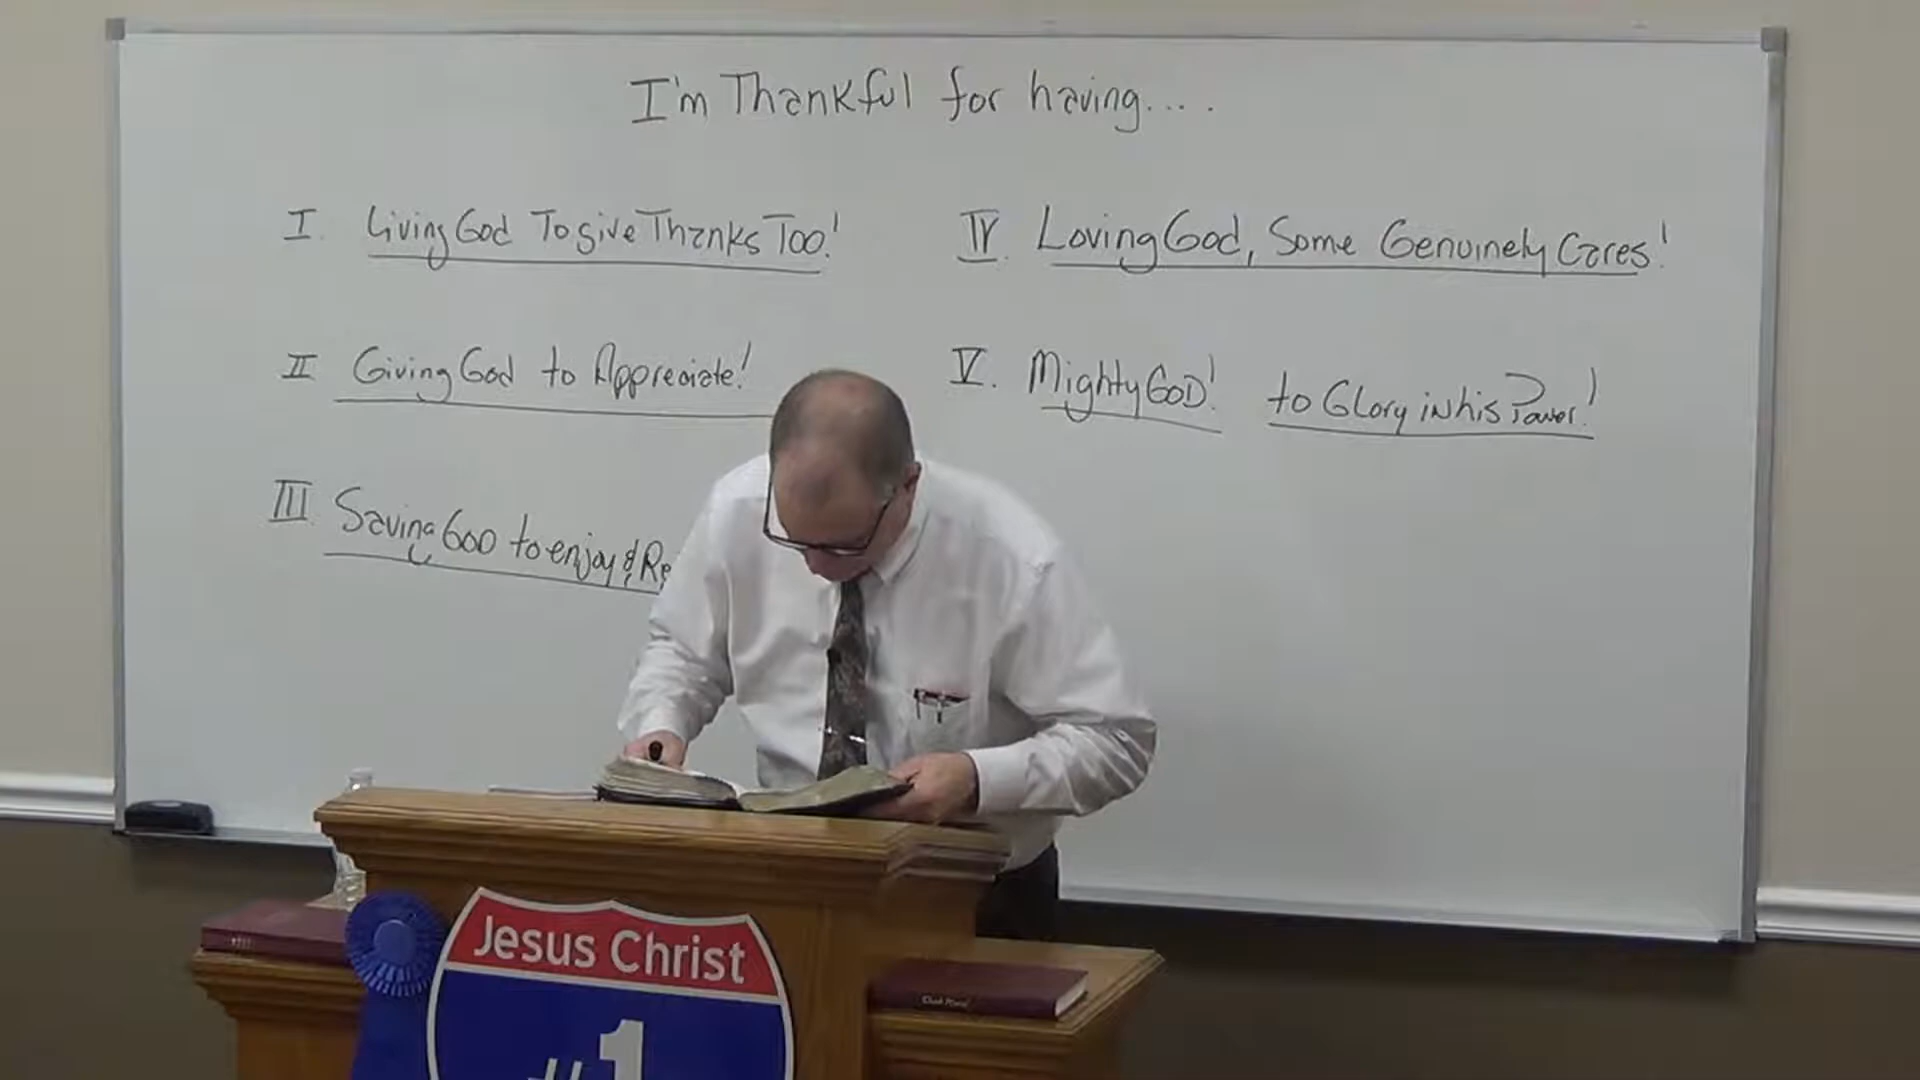 I'm Thankful for having....
I. Living God To give Thanks Too!
II Giving God to Appreciate!
III Saving GOD to enjoy & Re
IV. Loving God, Some Genuinely Cares!
V. Mighty GOD! to Glory in his Power!
Jesus Christ
#1